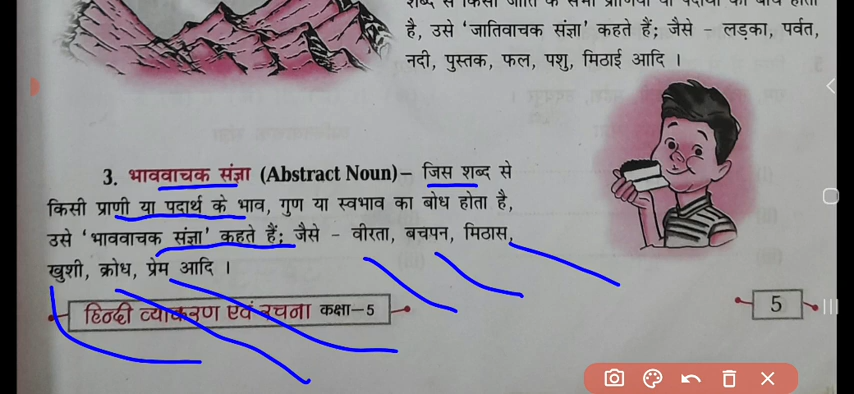 है, उसे 'जातिवाचक संज्ञा' कहते हैं; जैसे - लड़का, पर्वत,
नदी, पुस्तक, फल, पशु, मिठाई आदि ।
3. भाववाचक संज्ञा (Abstract Noun)– जिस शब्द से
किसी प्राणी या पदार्थ के भाव, गुण या स्वभाव का बोध होता है,
उसे 'भाववाचक संज्ञा' कहते हैं; जैसे - वीरता, बचपन, मिठास,
खुशी, क्रोध, प्रेम आदि ।
हिन्दी व्याकरण एवं रचना कक्षा–5
5